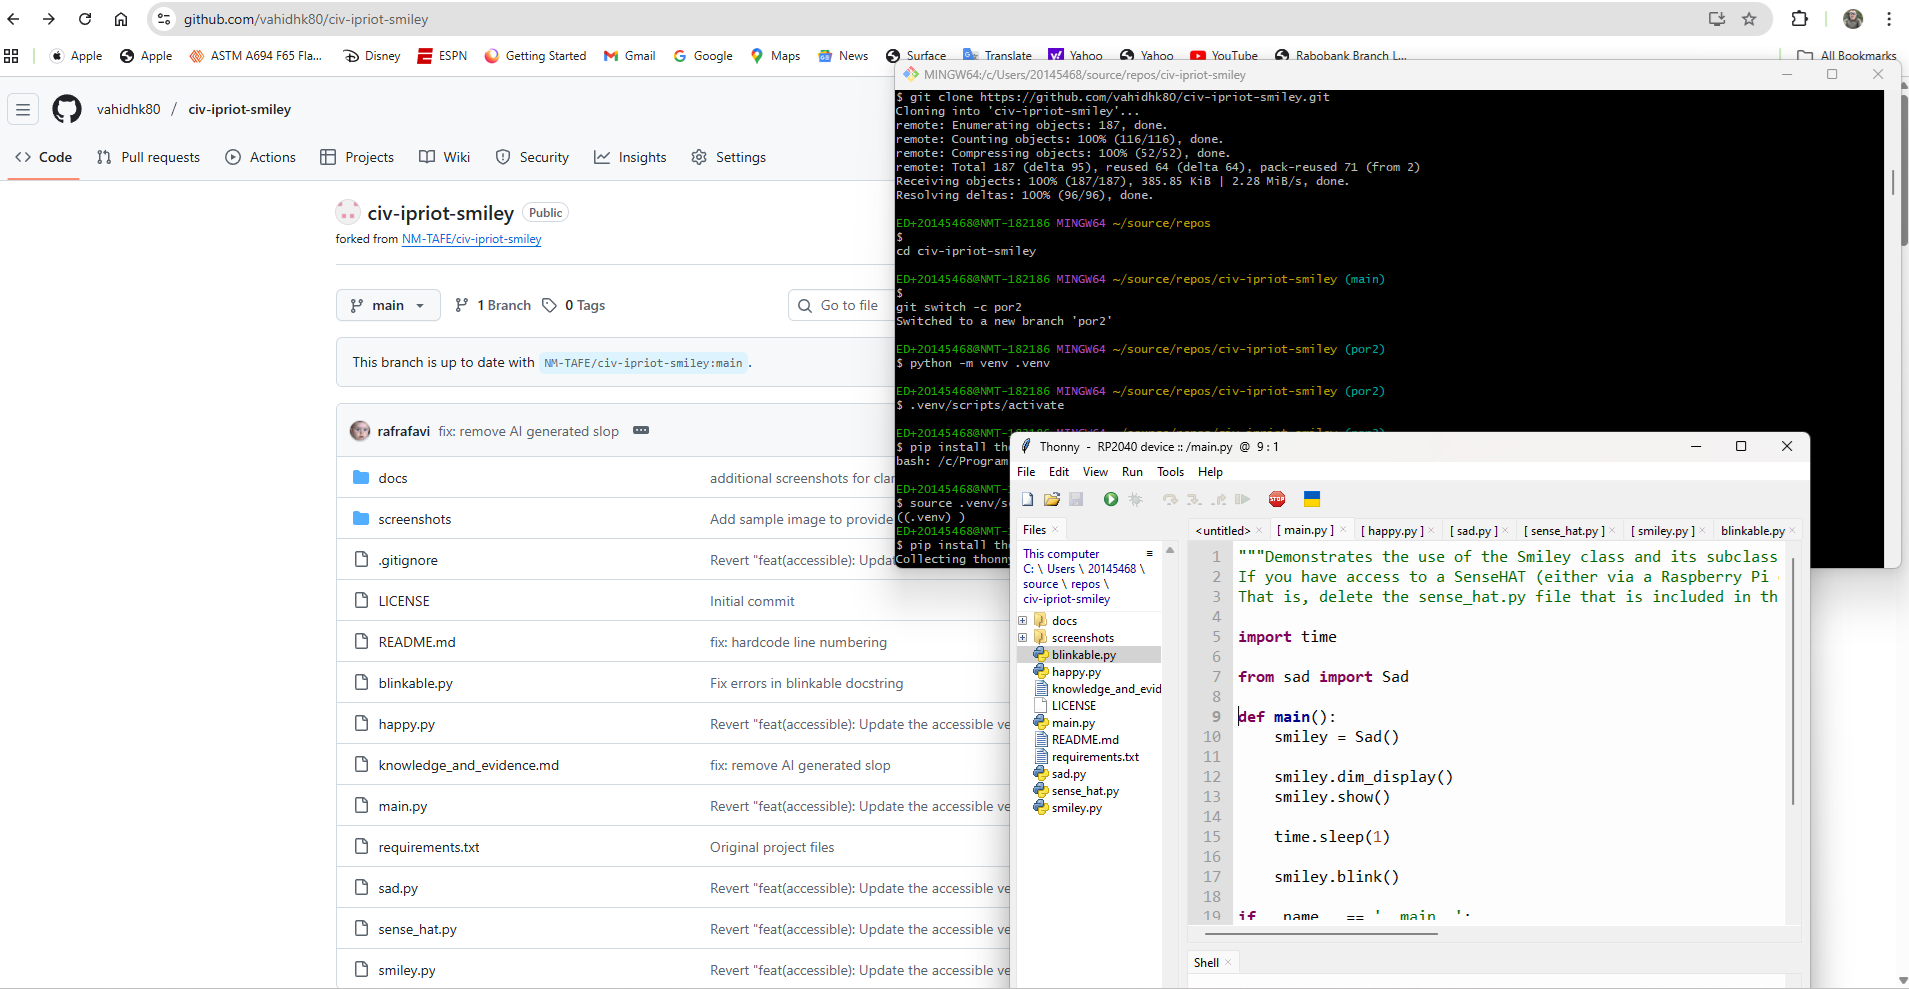 github.com/vahidhk80/civ-ipriot-smiley
Apple
Apple
ASTM A694 F65 Fla...
Disney
ESPN
Getting Started
Gmail
Google
Maps
News
Surface
Translate
Yahoo
Yahoo
YouTube
Rabobank Branch L...
All Bookmarks
vahidhk80 / civ-ipriot-smiley
Code
Pull requests
Actions
Projects
Wiki
Security
Insights
Settings
civ-ipriot-smiley Public
forked from NM-TAFE/civ-ipriot-smiley
main
1 Branch
0 Tags
Go to file
This branch is up to date with NM-TAFE/civ-ipriot-smiley:main .
rafrafavi fix: remove AI generated slop
docs additional screenshots for clar
screenshots Add sample image to provide
.gitignore Revert "feat(accessible): Upda
LICENSE Initial commit
README.md fix: hardcode line numbering
blinkable.py Fix errors in blinkable docstring
happy.py Revert "feat(accessible): Update the accessible ve
knowledge_and_evidence.md fix: remove AI generated slop
main.py Revert "feat(accessible): Update the accessible ve
requirements.txt Original project files
sad.py Revert "feat(accessible): Update the accessible ve
sense_hat.py Revert "feat(accessible): Update the accessible ve
smiley.py Revert "feat(accessible): Update the accessible ve
MINGW64:/c/Users/20145468/source/repos/civ-ipriot-smiley
$ git clone https://github.com/vahidhk80/civ-ipriot-smiley.git
Cloning into 'civ-ipriot-smiley'...
remote: Enumerating objects: 187, done.
remote: Counting objects: 100% (116/116), done.
remote: Compressing objects: 100% (52/52), done.
remote: Total 187 (delta 95), reused 64 (delta 64), pack-reused 71 (from 2)
Receiving objects: 100% (187/187), 385.85 KiB | 2.28 MiB/s, done.
Resolving deltas: 100% (96/96), done.
ED+20145468@NMT-182186 MINGW64 ~/source/repos
$
cd civ-ipriot-smiley
ED+20145468@NMT-182186 MINGW64 ~/source/repos/civ-ipriot-smiley (main)
$
git switch -c por2
Switched to a new branch 'por2'
ED+20145468@NMT-182186 MINGW64 ~/source/repos/civ-ipriot-smiley (por2)
$ python -m venv .venv
ED+20145468@NMT-182186 MINGW64 ~/source/repos/civ-ipriot-smiley (por2)
$ .venv/scripts/activate
$ pip install tho
bash: /c/Program
ED+20145468@NMT-1
$ source .venv/s
((.venv) )
ED+20145468@NMT-1
$ pip install tho
Collecting thonny
Thonny - RP2040 device :: /main.py @ 9 : 1
File Edit View Run Tools Help
STOP
Files
This computer
C: \ Users \ 20145468 \
source \ repos \
civ-ipriot-smiley
docs
screenshots
blinkable.py
happy.py
knowledge_and_evid
LICENSE
main.py
README.md
requirements.txt
sad.py
sense_hat.py
smiley.py
<untitled>
[ main.py ]
[ happy.py ]
[ sad.py ]
[ sense_hat.py ]
[ smiley.py ]
blinkable.py
1 """Demonstrates the use of the Smiley class and its subclass
2 If you have access to a SenseHAT (either via a Raspberry Pi
3 That is, delete the sense_hat.py file that is included in th
4
5 import time
6
7 from sad import Sad
8
9 def main():
10 smiley = Sad()
11
12 smiley.dim_display()
13 smiley.show()
14
15 time.sleep(1)
16
17 smiley.blink()
18
19 if __name__ == '__main__':
Shell